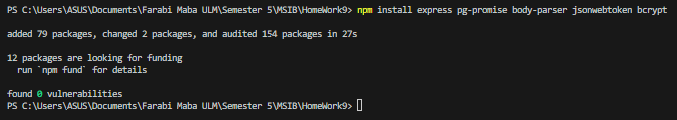 PS C:\Users\ASUS\Documents\Farabi Maba ULM\Semester 5\MSIB\HomeWork9> npm install express pg-promise body-parser jsonwebtoken bcrypt
added 79 packages, changed 2 packages, and audited 154 packages in 27s
12 packages are looking for funding
  run `npm fund` for details
found 0 vulnerabilities
PS C:\Users\ASUS\Documents\Farabi Maba ULM\Semester 5\MSIB\HomeWork9>